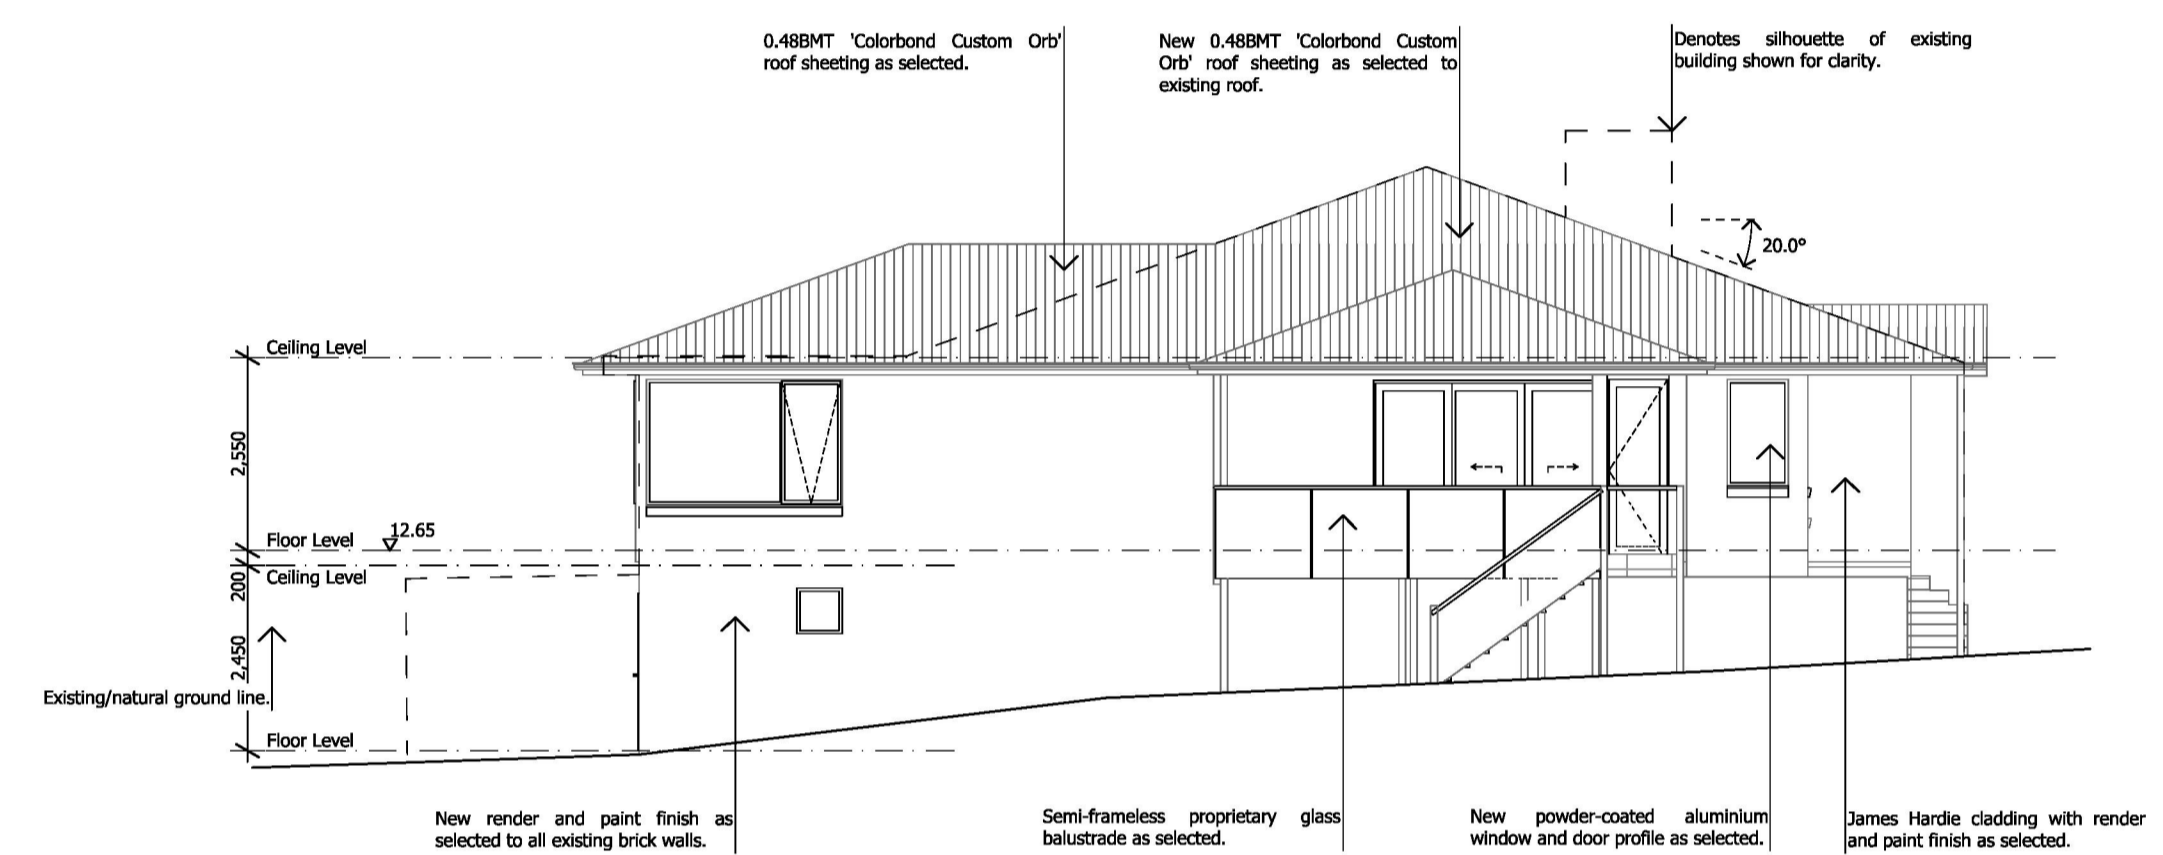 0.48BMT 'Colorbond Custom Orb'
roof sheeting as selected.
New 0.48BMT 'Colorbond Custom
Orb' roof sheeting as selected to
existing roof.
Denotes silhouette of existing
building shown for clarity.
20.0°
Ceiling Level
2,550
Floor Level
12.65
Ceiling Level
200
2,450
Existing/natural ground line.
Floor Level
New render and paint finish as
selected to all existing brick walls.
Semi-frameless proprietary glass
balustrade as selected.
New powder-coated aluminium
window and door profile as selected.
James Hardie cladding with render
and paint finish as selected.